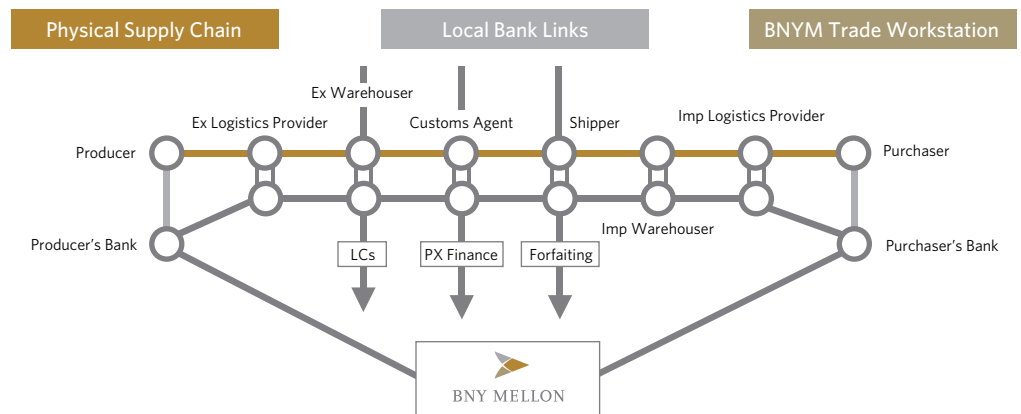 Physical Supply Chain
Local Bank Links
BNYM Trade Workstation
Ex Warehouser
Ex Logistics Provider
Customs Agent
Shipper
Imp Logistics Provider
Producer
Purchaser
Imp Warehouser
Producer’s Bank
Purchaser’s Bank
LCs
PX Finance
Forfaiting
BNY MELLON